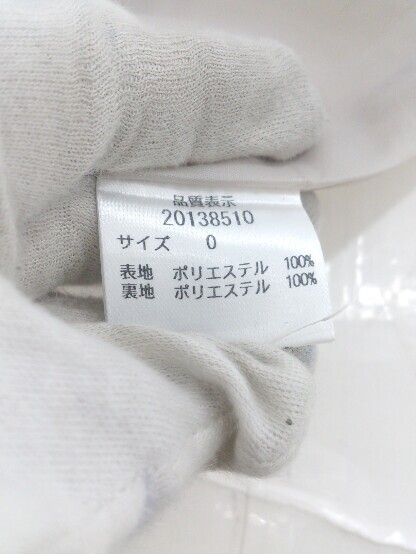 品質表示
20138510
サイズ 0
表地 ポリエステル 100%
裏地 ポリエステル 100%